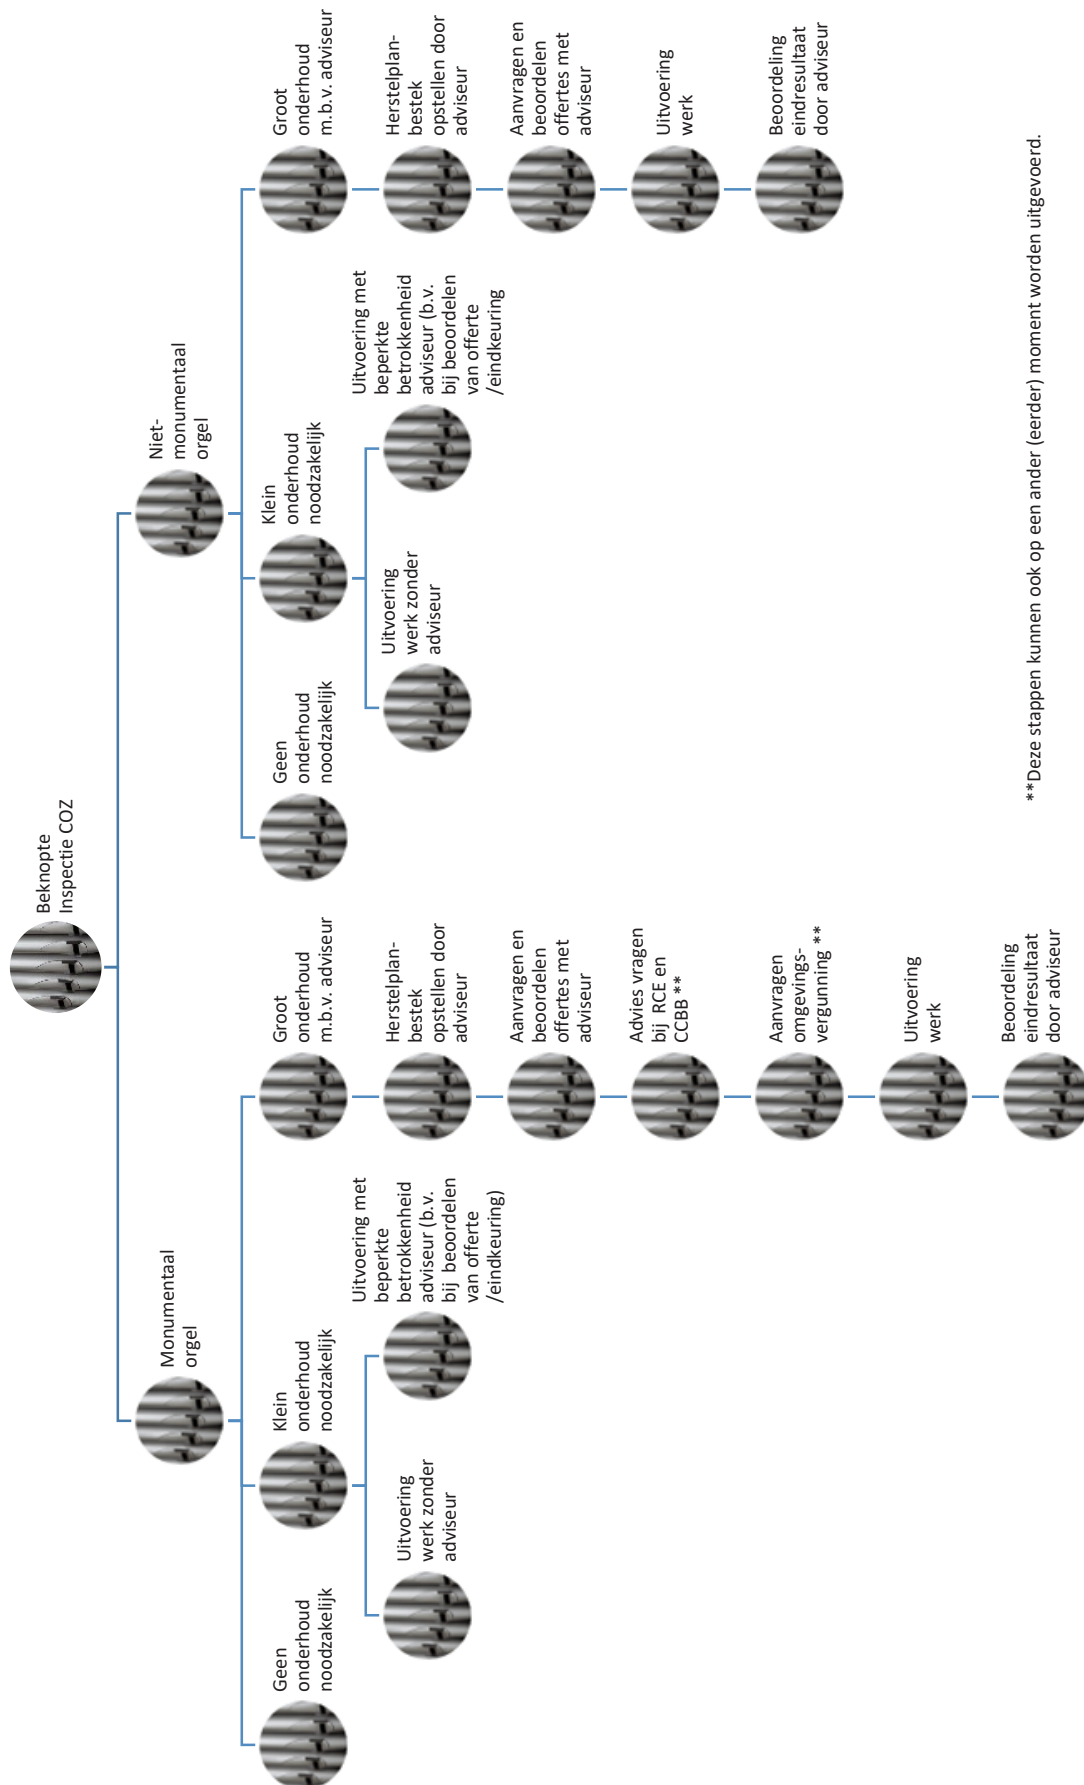 Beknopte
Inspectie COZ
Monumentaal
orgel
Geen
onderhoud
noodzakelijk
Klein
onderhoud
noodzakelijk
Uitvoering
werk zonder
adviseur
Uitvoering met
beperkte
betrokkenheid
adviseur (b.v.
bij beoordelen
van offerte
/eindkeuring)
Groot
onderhoud
m.b.v. adviseur
Herstelplan-
bestek
opstellen door
adviseur
Aanvragen en
beoordelen
offertes met
adviseur
Advies vragen
bij RCE en
CCBB **
Aanvragen
omgevings-
vergunning **
Uitvoering
werk
Beoordeling
eindresultaat
door adviseur
Niet-
monumentaal
orgel
Geen
onderhoud
noodzakelijk
Klein
onderhoud
noodzakelijk
Uitvoering
werk zonder
adviseur
Uitvoering met
beperkte
betrokkenheid
adviseur (b.v.
bij beoordelen
van offerte
/eindkeuring
Groot
onderhoud
m.b.v. adviseur
Herstelplan-
bestek
opstellen door
adviseur
Aanvragen en
beoordelen
offertes met
adviseur
Uitvoering
werk
Beoordeling
eindresultaat
door adviseur
**Deze stappen kunnen ook op een ander (eerder) moment worden uitgevoerd.